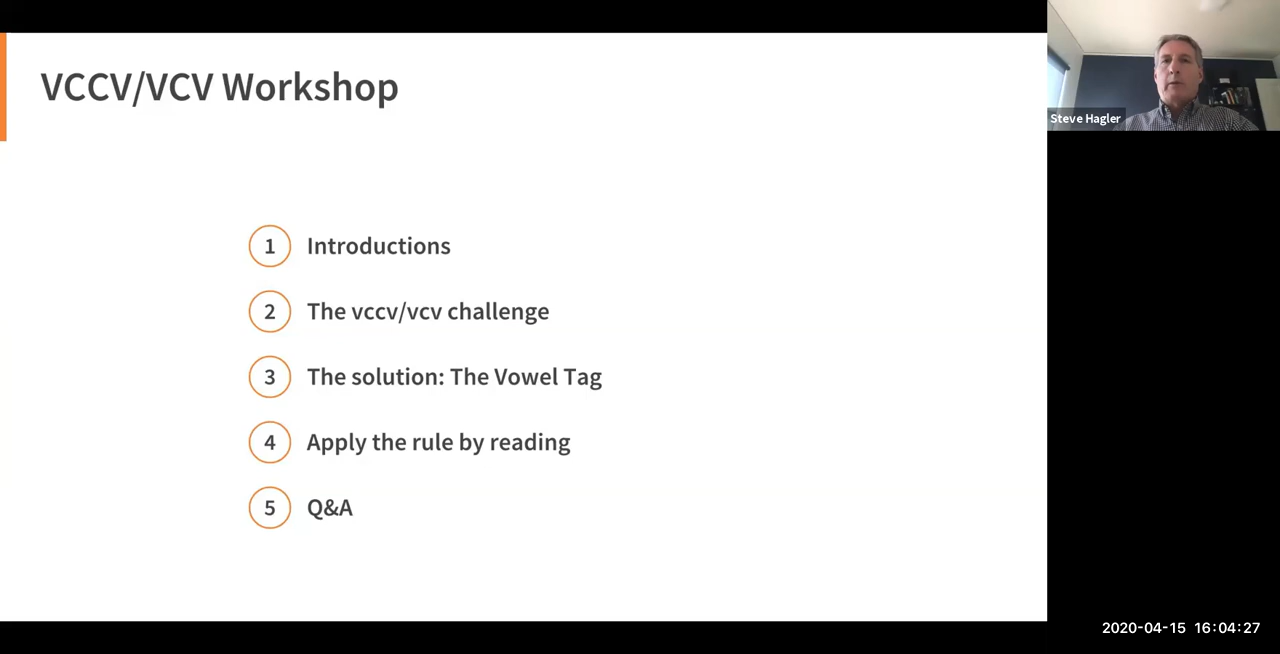 VCCV/VCV Workshop
Steve Hagler
1 Introductions
2 The vccv/vcv challenge
3 The solution: The Vowel Tag
4 Apply the rule by reading
5 Q&A
2020-04-15 16:04:27